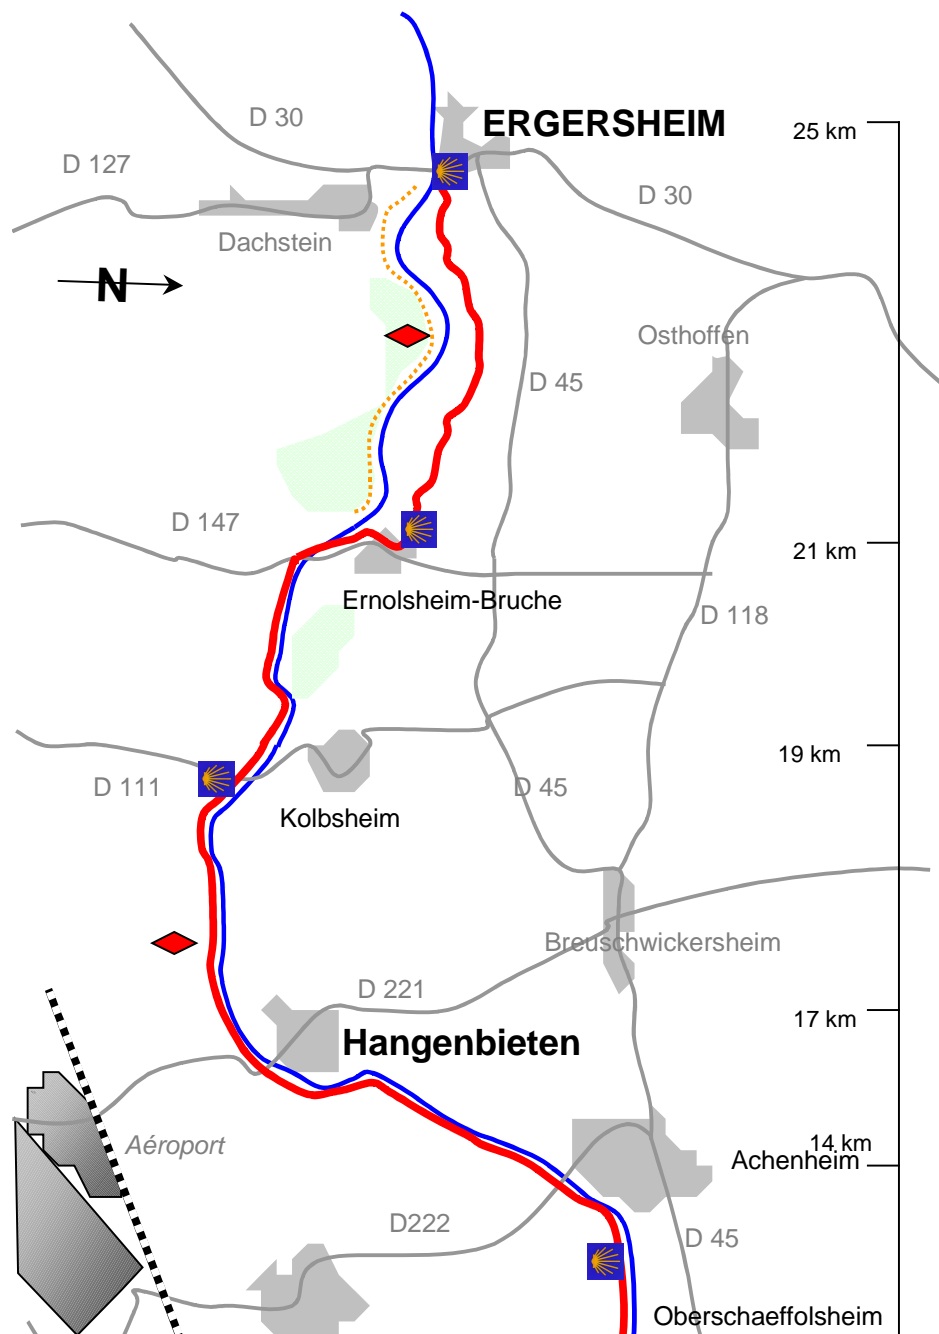 D 30
ERGERSHEIM
25 km
D 127
D 30
Dachstein
N
Osthoffen
D 45
D 147
21 km
Ernolsheim-Bruche
D 118
19 km
D 111
D 45
Kolbsheim
Breuschwickersheim
D 221
17 km
Hangenbieten
Aéroport
14 km
Achenheim
D222
D 45
Oberschaeffolsheim